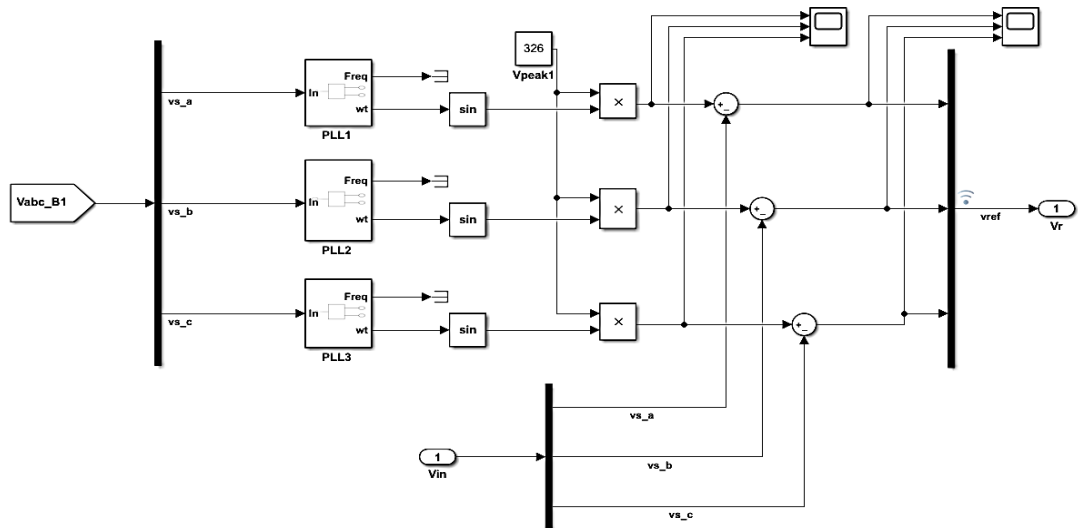 326
Vpeak1
Freq
In
wt
PLL1
sin
×
+
-
vs_a
Vabc_B1
Freq
In
wt
PLL2
sin
×
+
-
vs_b
vref
1
Vr
Freq
In
wt
PLL3
sin
×
+
-
vs_c
vs_a
1
Vin
vs_b
vs_c